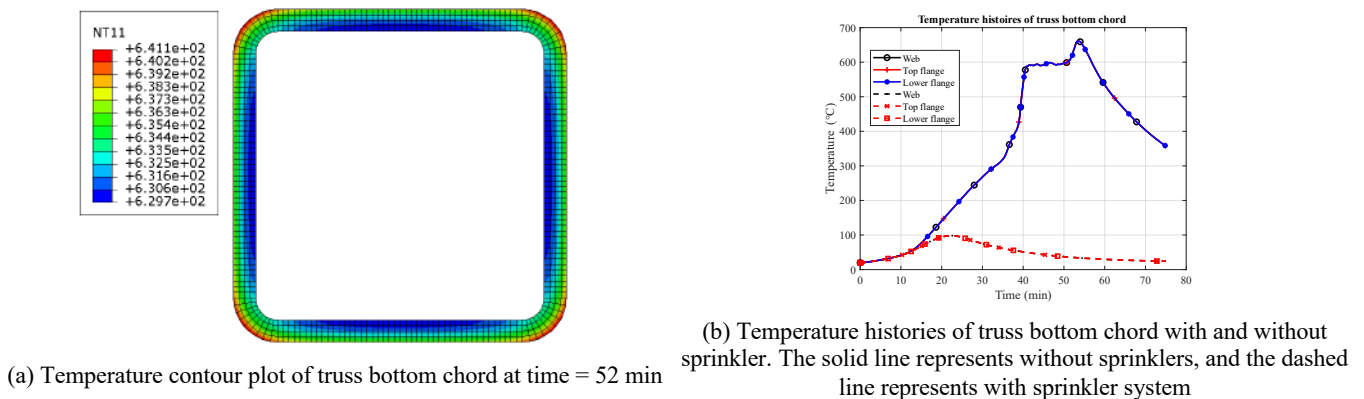 NT11
+6.411e+02
+6.402e+02
+6.392e+02
+6.383e+02
+6.373e+02
+6.363e+02
+6.354e+02
+6.344e+02
+6.335e+02
+6.325e+02
+6.316e+02
+6.306e+02
+6.297e+02
(a) Temperature contour plot of truss bottom chord at time = 52 min
Temperature histoires of truss bottom chord
700
600
500
400
300
200
100
0
Temperature (°C)
Web
Top flange
Lower flange
Web
Top flange
Lower flange
0 10 20 30 40 50 60 70 80
Time (min)
(b) Temperature histories of truss bottom chord with and without
sprinkler. The solid line represents without sprinklers, and the dashed
line represents with sprinkler system